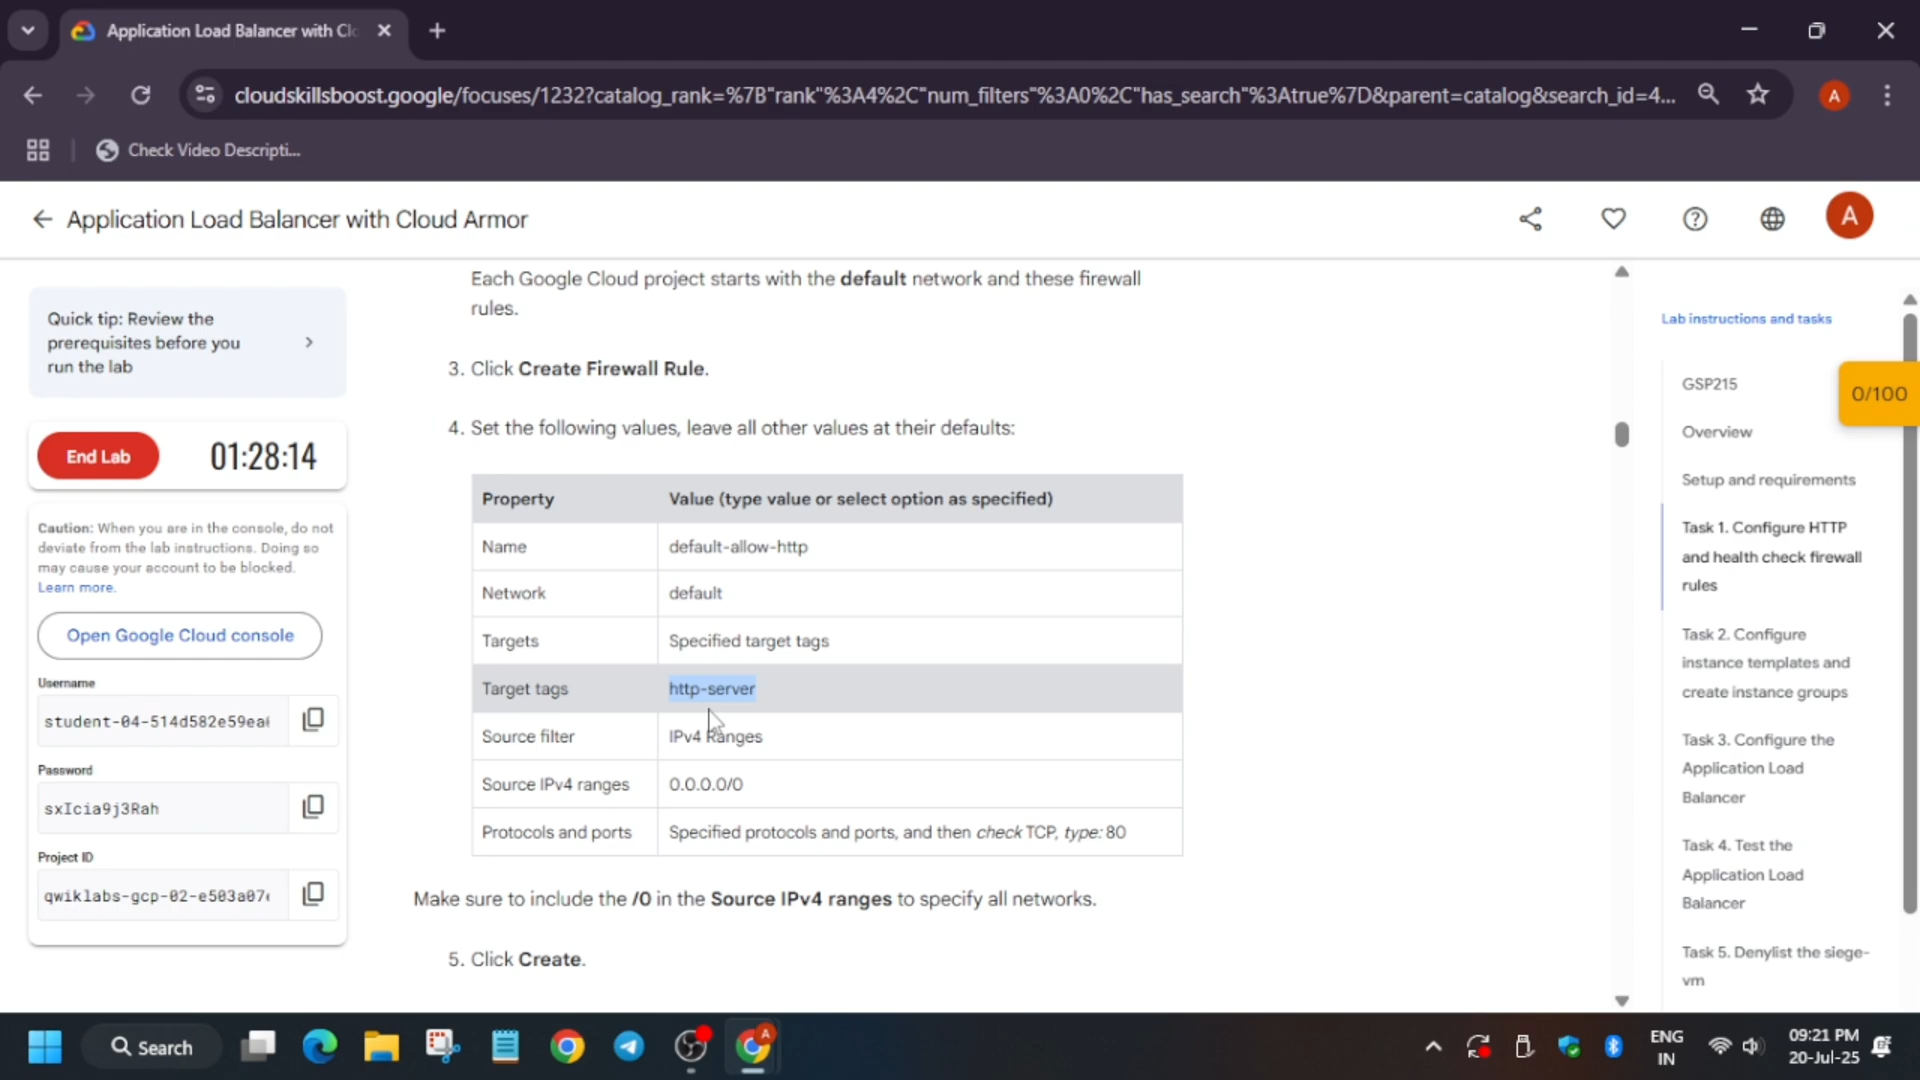 Application Load Balancer with Clo
cloudskillsboost.google/focuses/1232?catalog_rank=%7B"rank"%3A4%2C"num_filters"%3A0%2C"has_search"%3Atrue%7D&parent=catalog&search_id=4...
A
Check Video Descripti...
Application Load Balancer with Cloud Armor
A
Quick tip: Review the
prerequisites before you
run the lab
End Lab
01:28:14
Caution: When you are in the console, do not
deviate from the lab instructions. Doing so
may cause your account to be blocked.
Learn more.
Open Google Cloud console
Username
student-04-514d582e59ea
Password
sxIcia9j3Rah
Project ID
qwiklabs-gcp-02-e503a07
Each Google Cloud project starts with the default network and these firewall
rules.
3. Click Create Firewall Rule.
4. Set the following values, leave all other values at their defaults:
Property Value (type value or select option as specified)
Name default-allow-http
Network default
Targets Specified target tags
Target tags http-server
Source filter IPv4 Ranges
Source IPv4 ranges 0.0.0.0/0
Protocols and ports Specified protocols and ports, and then check TCP, type: 80
Make sure to include the /0 in the Source IPv4 ranges to specify all networks.
5. Click Create.
Lab instructions and tasks
0/100
GSP215
Overview
Setup and requirements
Task 1. Configure HTTP
and health check firewall
rules
Task 2. Configure
instance templates and
create instance groups
Task 3. Configure the
Application Load
Balancer
Task 4. Test the
Application Load
Balancer
Task 5. Denylist the siege-
vm
Search
A
ENG
IN
09:21 PM
20-Jul-25